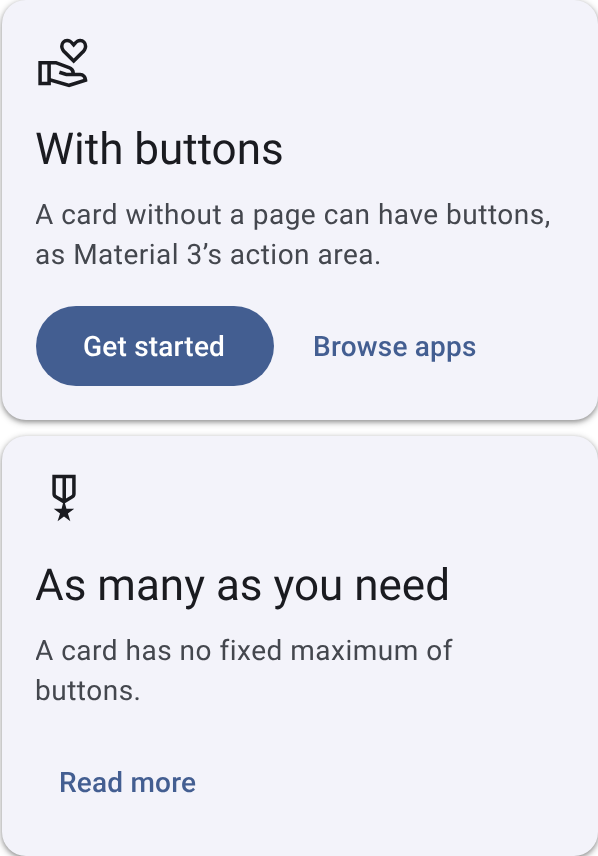 With buttons
A card without a page can have buttons,
as Material 3’s action area.
Get started
Browse apps
As many as you need
A card has no fixed maximum of
buttons.
Read more